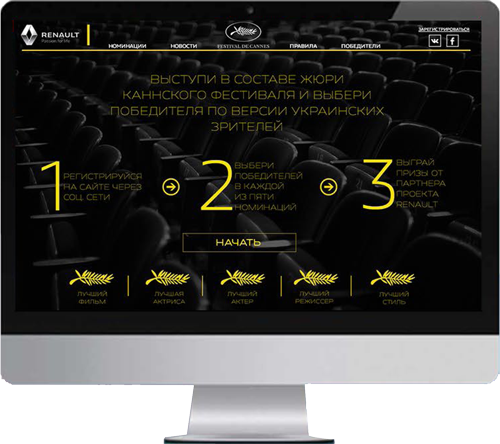 RENAULT
Passion for life
НОМИНАЦИИ
НОВОСТИ
FESTIVAL DE CANNES
ПРАВИЛА
ПОБЕДИТЕЛИ
ЗАРЕГИСТРИРОВАТЬСЯ
ВЫСТУПИ В СОСТАВЕ ЖЮРИ
КАННСКОГО ФЕСТИВАЛЯ И ВЫБЕРИ
ПОБЕДИТЕЛЯ ПО ВЕРСИИ УКРАИНСКИХ
ЗРИТЕЛЕЙ
1
РЕГИСТРИРУЙСЯ
НА САЙТЕ ЧЕРЕЗ
СОЦ. СЕТИ
2
ВЫБЕРИ
ПОБЕДИТЕЛЕЙ
В КАЖДОЙ
ИЗ ПЯТИ
НОМИНАЦИЙ
3
ВЫГРАЙ
ПРИЗЫ ОТ
ПАРТНЕРА
ПРОЕКТА
RENAULT
НАЧАТЬ
ЛУЧШИЙ
ФИЛЬМ
ЛУЧШАЯ
АКТРИСА
ЛУЧШИЙ
АКТЕР
ЛУЧШИЙ
РЕЖИССЕР
ЛУЧШИЙ
СТИЛЬ